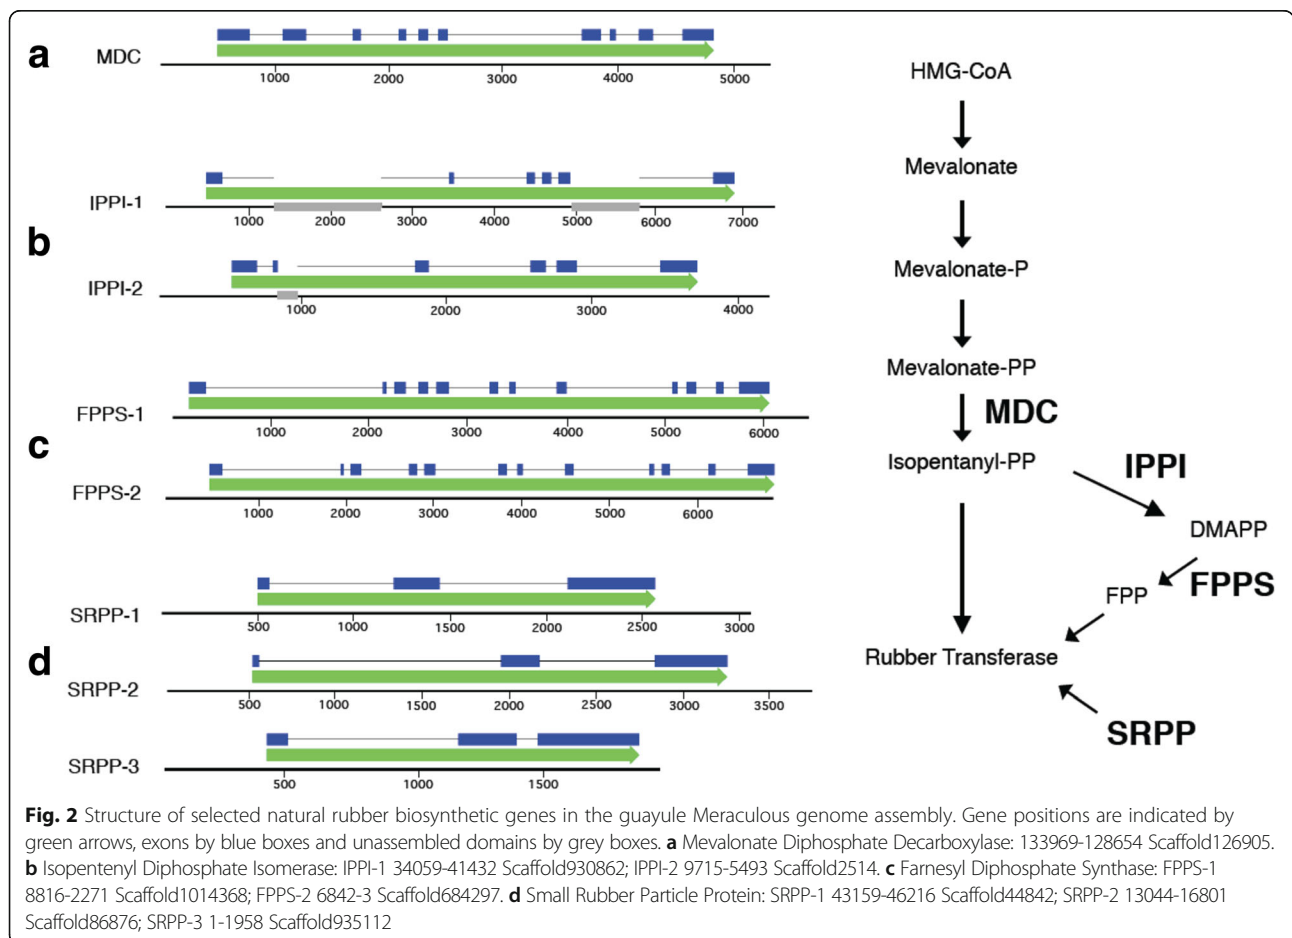 a
MDC
1000 2000 3000 4000 5000
IPPI-1
1000 2000 3000 4000 5000 6000 7000
b
IPPI-2
1000 2000 3000 4000
FPPS-1
1000 2000 3000 4000 5000 6000
c
FPPS-2
1000 2000 3000 4000 5000 6000
SRPP-1
500 1000 1500 2000 2500 3000
d
SRPP-2
500 1000 1500 2000 2500 3000 3500
SRPP-3
500 1000 1500
HMG-CoA
Mevalonate
Mevalonate-P
Mevalonate-PP
MDC
Isopentanyl-PP
IPPI
DMAPP
FPPS
FPP
Rubber Transferase
SRPP
Fig. 2 Structure of selected natural rubber biosynthetic genes in the guayule Meraculous genome assembly. Gene positions are indicated by
green arrows, exons by blue boxes and unassembled domains by grey boxes. a Mevalonate Diphosphate Decarboxylase: 133969-128654 Scaffold126905.
b Isopentenyl Diphosphate Isomerase: IPPI-1 34059-41432 Scaffold930862; IPPI-2 9715-5493 Scaffold2514. c Farnesyl Diphosphate Synthase: FPPS-1
8816-2271 Scaffold1014368; FPPS-2 6842-3 Scaffold684297. d Small Rubber Particle Protein: SRPP-1 43159-46216 Scaffold44842; SRPP-2 13044-16801
Scaffold86876; SRPP-3 1-1958 Scaffold935112